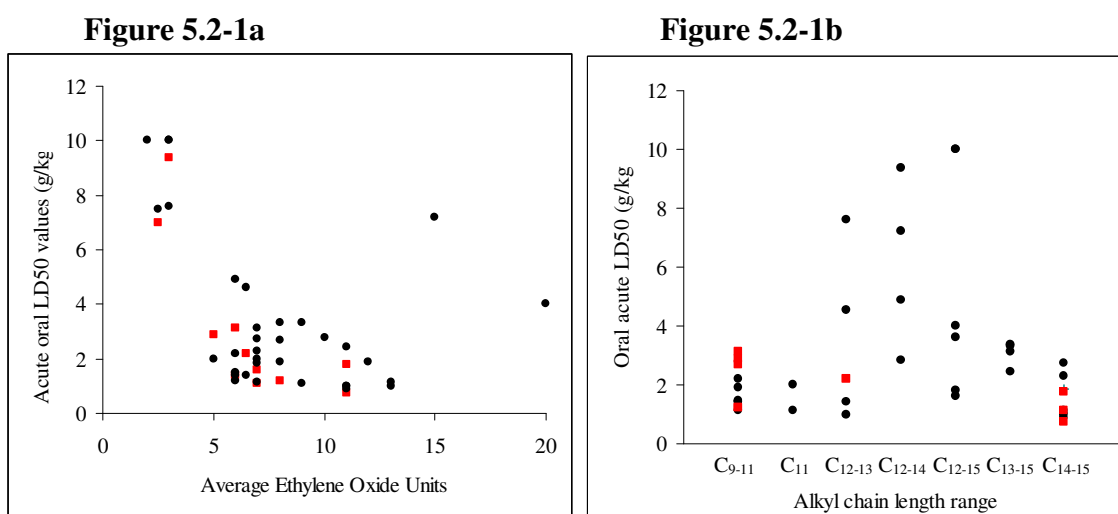 Figure 5.2-1a
Acute oral LD50 values (g/kg
12
10
8
6
4
2
0
0 5 10 15 20
Average Ethylene Oxide Units
Figure 5.2-1b
Oral acute LD50 (g/kg
12
10
8
6
4
2
0
C9-11 C11 C12-13 C12-14 C12-15 C13-15 C14-15
Alkyl chain length range